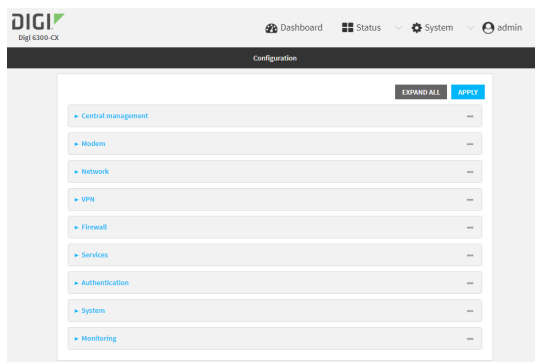 DIGI
Digi 6300-CX
Dashboard Status System admin
Configuration
EXPAND ALL APPLY
Central management
Modem
Network
VPN
Firewall
Services
Authentication
System
Monitoring